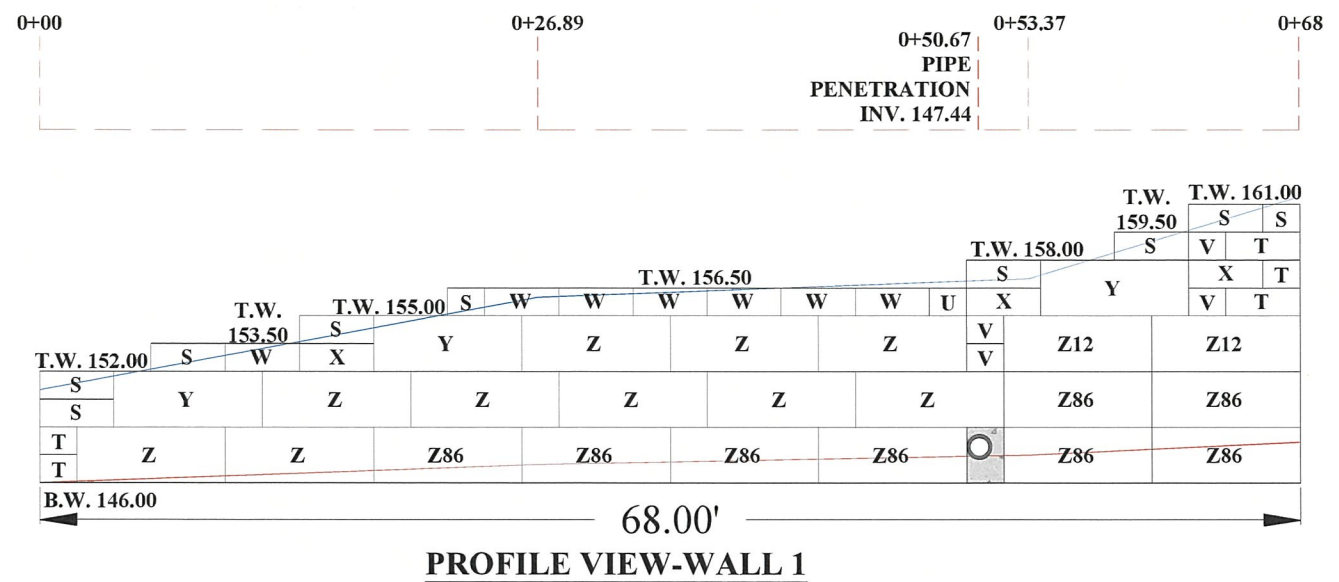 0+00 0+26.89 0+53.37 0+68
0+50.67
PIPE
PENETRATION
INV. 147.44
T.W. T.W. 161.00
159.50 S S
S V T
T.W. 158.00
S Y X T
T.W. 156.50
S W W W W W W U X V T
T.W. 155.00
T.W.
153.50 S Y Z Z Z V Z12 Z12
S W X V
T.W. 152.00
S Y Z Z Z Z Z Z86 Z86
S
T Z Z Z86 Z86 Z86 Z86 Z86 Z86
T
B.W. 146.00
68.00'
PROFILE VIEW-WALL 1